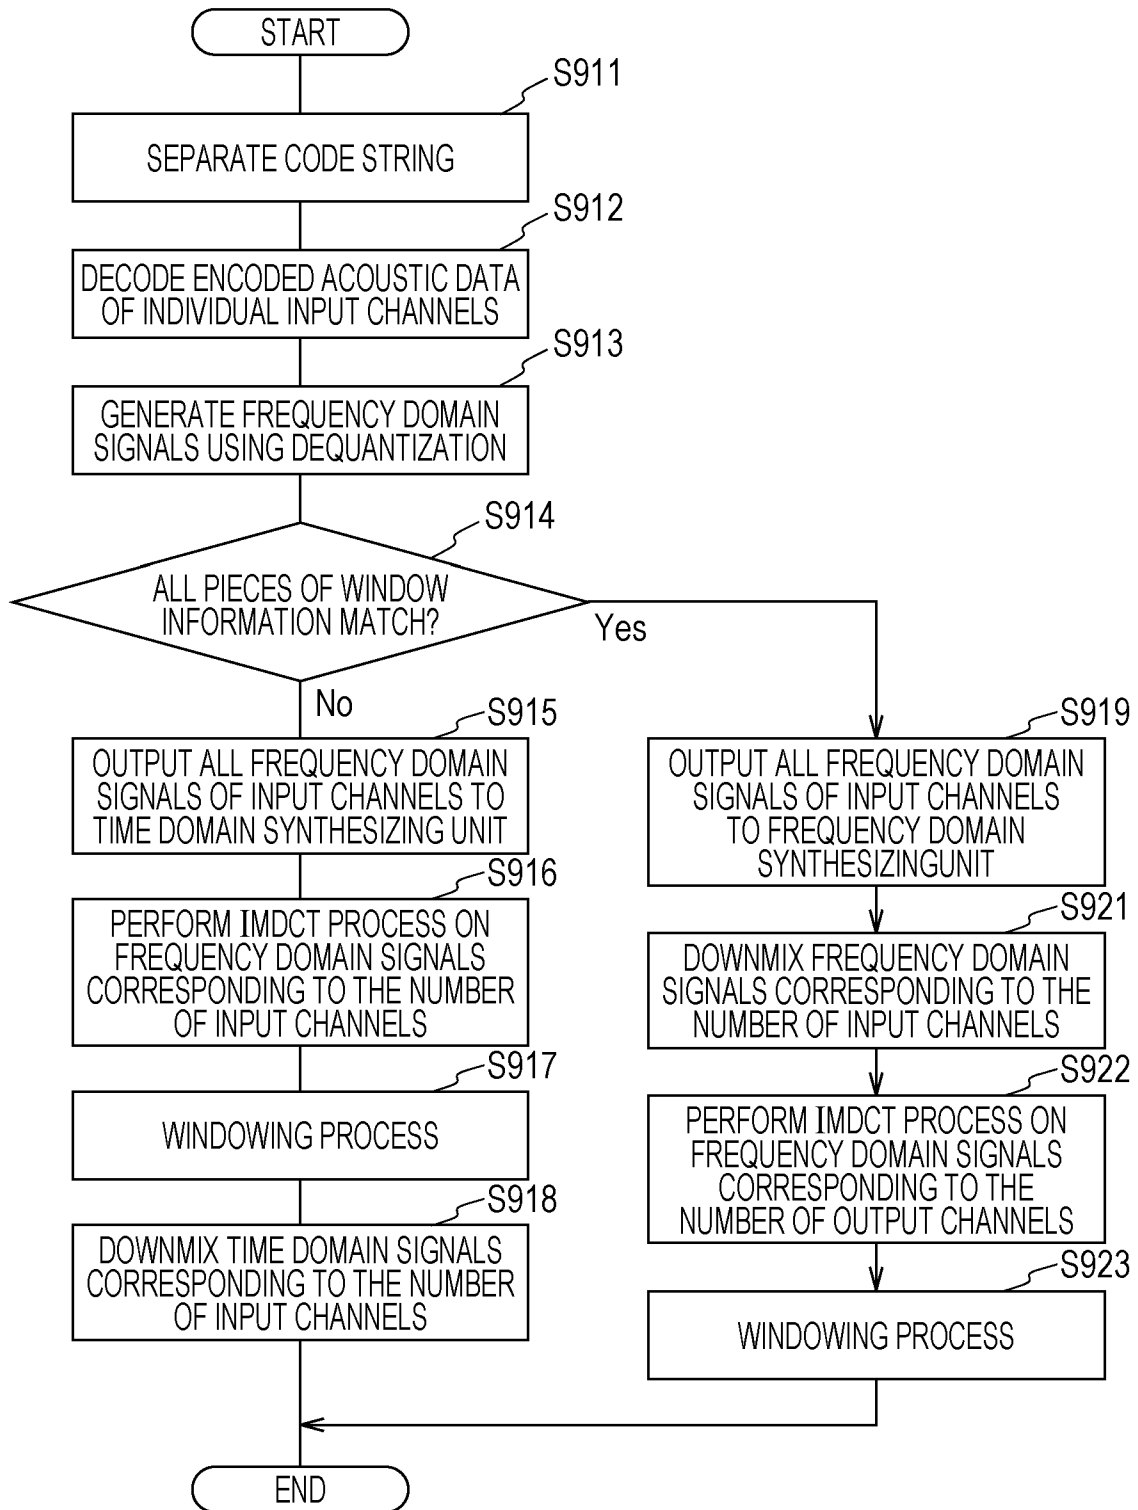 START
S911
SEPARATE CODE STRING
S912
DECODE ENCODED ACOUSTIC DATA
OF INDIVIDUAL INPUT CHANNELS
S913
GENERATE FREQUENCY DOMAIN
SIGNALS USING DEQUANTIZATION
S914
ALL PIECES OF WINDOW
INFORMATION MATCH?
Yes
No
S915
OUTPUT ALL FREQUENCY DOMAIN
SIGNALS OF INPUT CHANNELS TO
TIME DOMAIN SYNTHESIZING UNIT
S916
PERFORM IMDCT PROCESS ON
FREQUENCY DOMAIN SIGNALS
CORRESPONDING TO THE NUMBER
OF INPUT CHANNELS
S917
WINDOWING PROCESS
S918
DOWNMIX TIME DOMAIN SIGNALS
CORRESPONDING TO THE NUMBER
OF INPUT CHANNELS
S919
OUTPUT ALL FREQUENCY DOMAIN
SIGNALS OF INPUT CHANNELS
TO FREQUENCY DOMAIN
SYNTHESIZINGUNIT
S921
DOWNMIX FREQUENCY DOMAIN
SIGNALS CORRESPONDING TO THE
NUMBER OF INPUT CHANNELS
S922
PERFORM IMDCT PROCESS ON
FREQUENCY DOMAIN SIGNALS
CORRESPONDING TO THE
NUMBER OF OUTPUT CHANNELS
S923
WINDOWING PROCESS
END